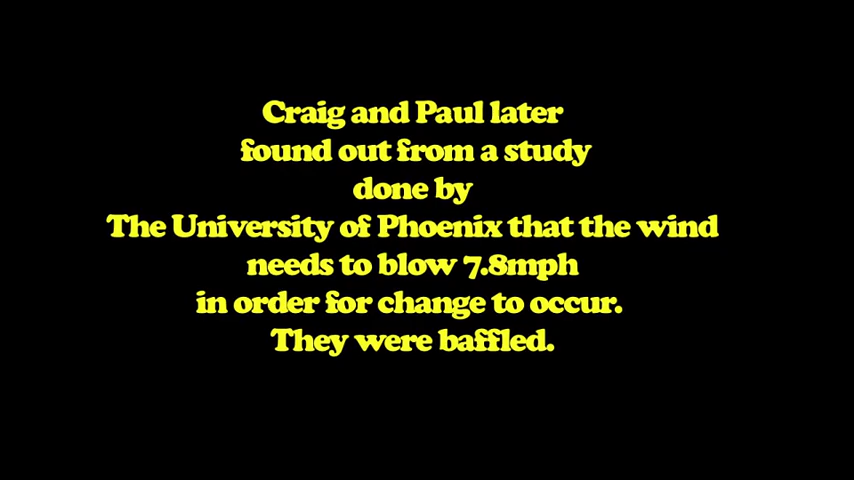 Craig and Paul later
found out from a study
done by
The University of Phoenix that the wind
needs to blow 7.8mph
in order for change to occur.
They were baffled.